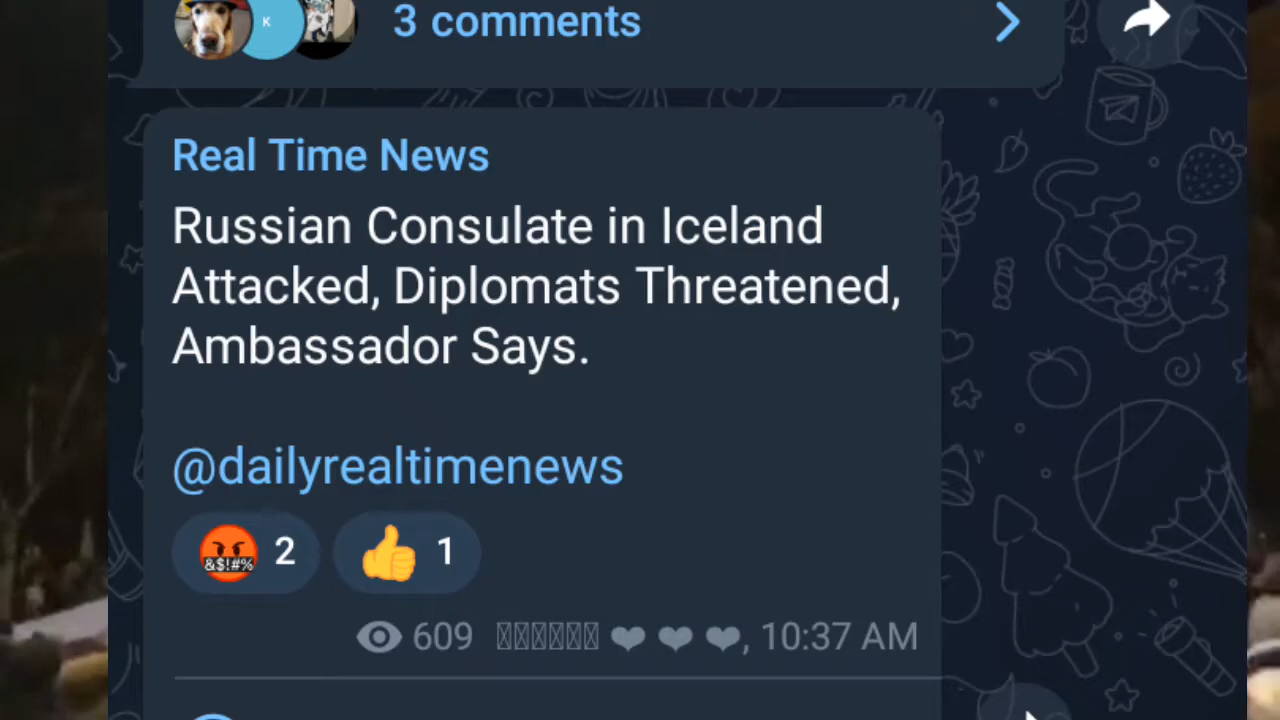 K
3 comments
Real Time News
Russian Consulate in Iceland
Attacked, Diplomats Threatened,
Ambassador Says.
@dailyrealtimenews
&$!#%
2
1
609 ❤ ❤ ❤, 10:37 AM